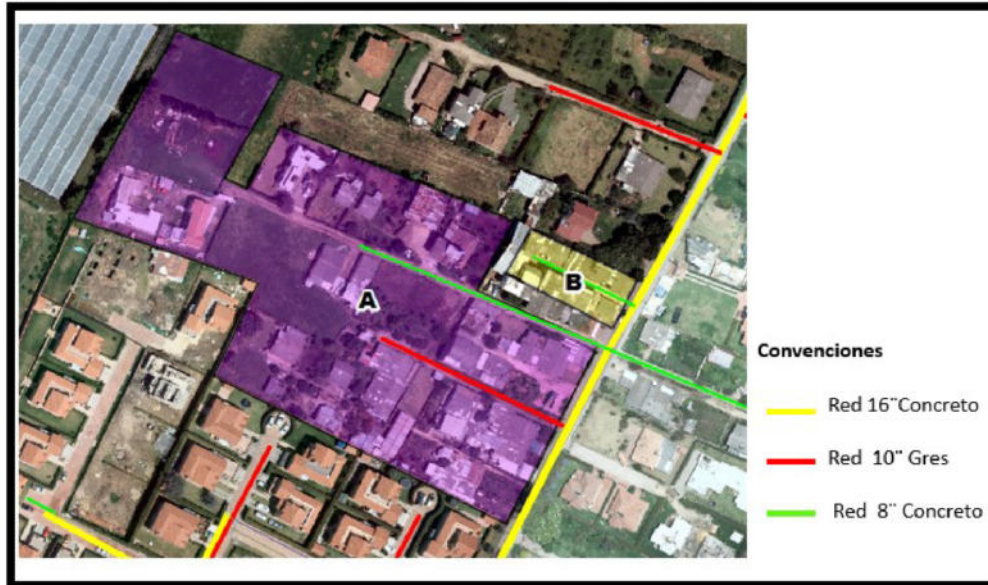 A
B
Convenciones
Red 16¨Concreto
Red 10¨ Gres
Red 8¨ Concreto